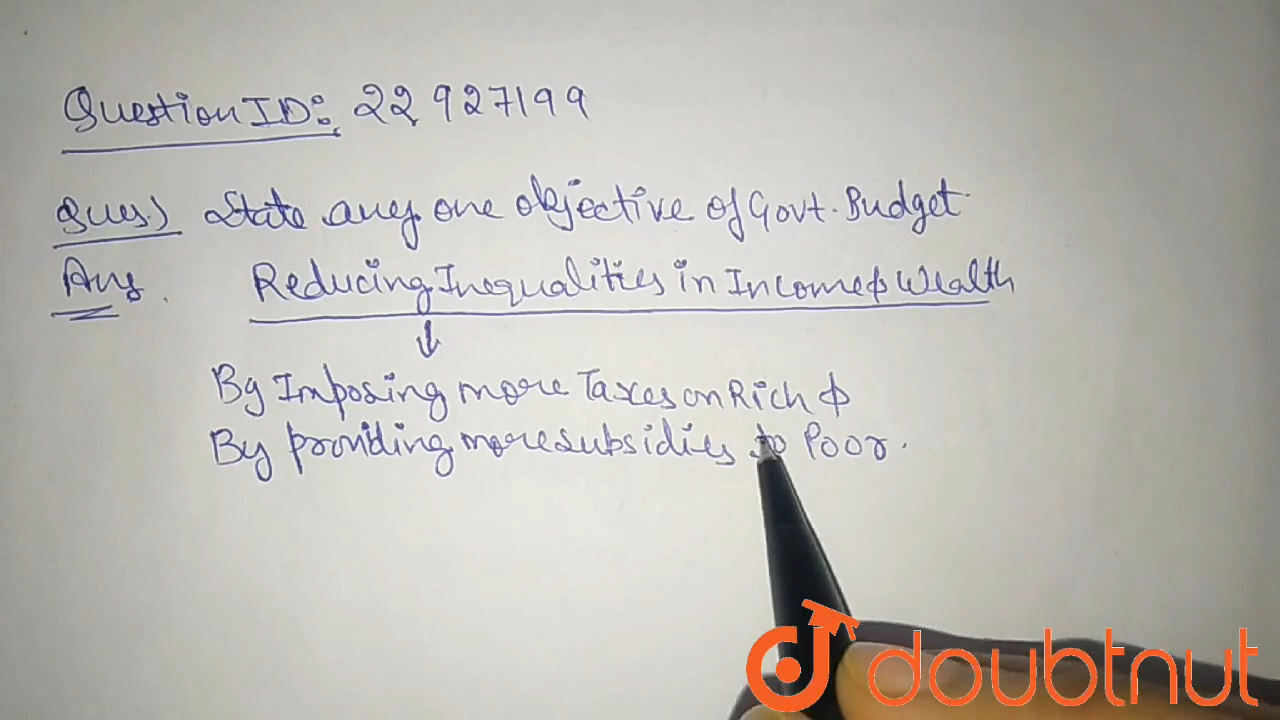 Question ID: 22927199
Ques) State any one objective of Govt. Budget.
Ans. Reducing Inequalities in Income & Wealth
By Imposing more Taxes on Rich &
By providing more subsidies to Poor.
doubtnut